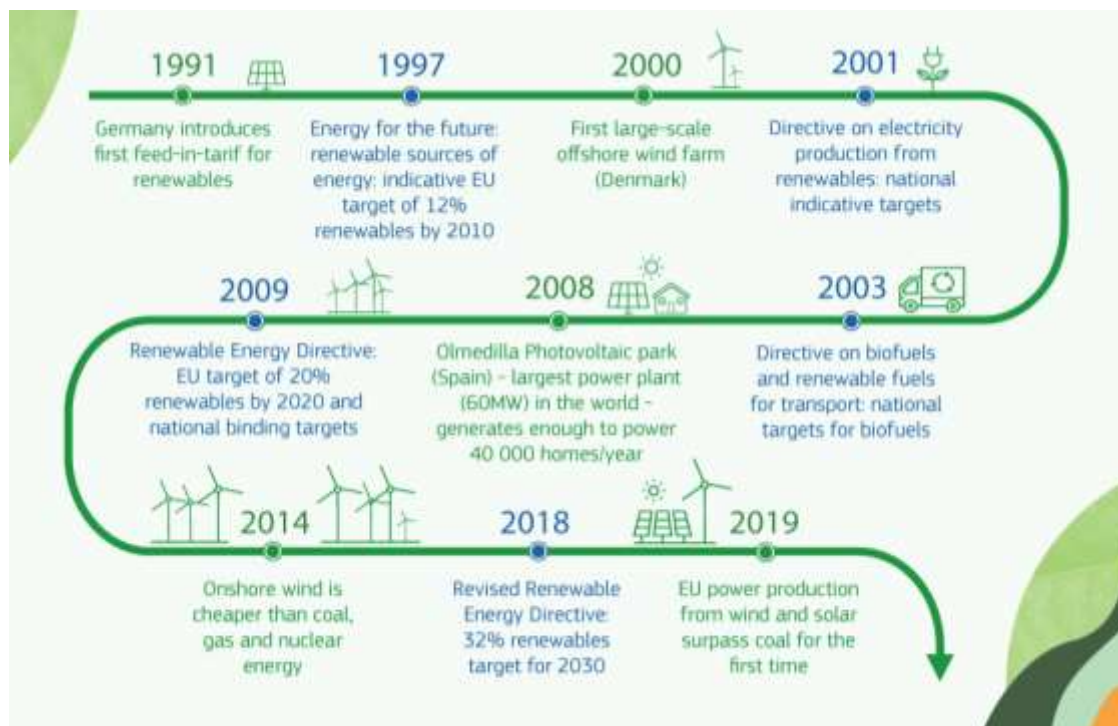 1991
Germany introduces
first feed-in-tarif for
renewables
1997
Energy for the future:
renewable sources of
energy: indicative EU
target of 12%
renewables by 2010
2000
First large-scale
offshore wind farm
(Denmark)
2001
Directive on electricity
production from
renewables: national
indicative targets
2003
Directive on biofuels
and renewable fuels
for transport: national
targets for biofuels
2008
Olmedilla Photovoltaic park
(Spain) - largest power plant
(60MW) in the world -
generates enough to power
40 000 homes/year
2009
Renewable Energy Directive:
EU target of 20%
renewables by 2020 and
national binding targets
2014
Onshore wind is
cheaper than coal,
gas and nuclear
energy
2018
Revised Renewable
Energy Directive:
32% renewables
target for 2030
2019
EU power production
from wind and solar
surpass coal for the
first time